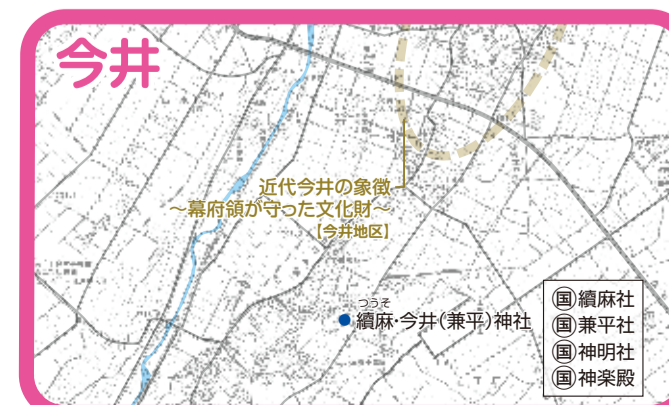 今井
近代今井の象徴
～幕府領が守った文化財～
【今井地区】
つうそ
續麻・今井(兼平)神社
国 續麻社
国 兼平社
国 神明社
国 神楽殿